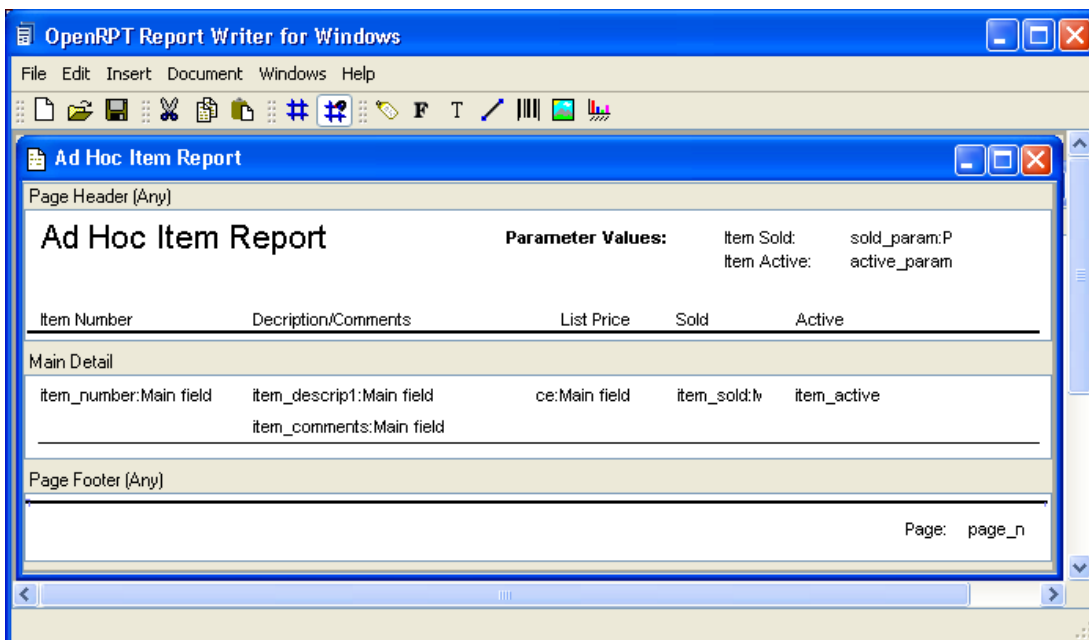 OpenRPT Report Writer for Windows
File Edit Insert Document Windows Help
F T
Ad Hoc Item Report
Page Header (Any)
Ad Hoc Item Report Parameter Values: Item Sold: sold_param:P
Item Active: active_param
Item Number Decription/Comments List Price Sold Active
Main Detail
item_number:Main field item_descrip1:Main field ce:Main field item_sold:M item_active
item_comments:Main field
Page Footer (Any)
Page: page_n